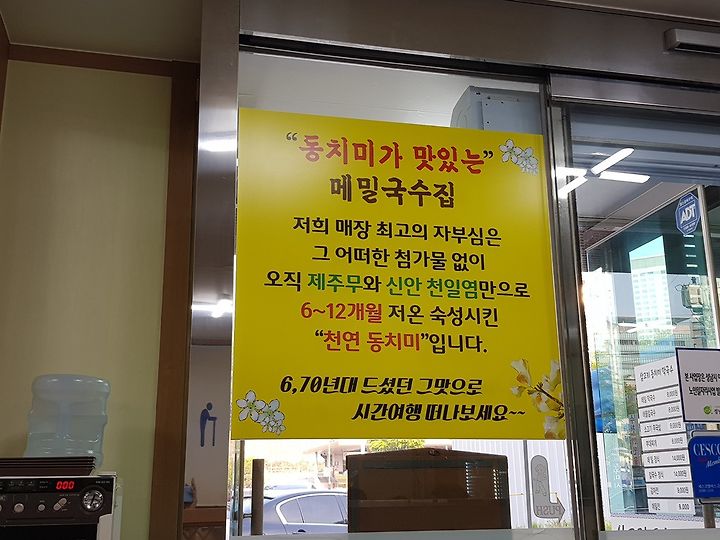 “동치미가 맛있는”
메밀국수집
저희 매장 최고의 자부심은
그 어떠한 첨가물 없이
오직 제주무와 신안 천일염만으로
6~12개월 저온 숙성시킨
“천연 동치미”입니다.
6,70년대 드셨던 그맛으로
시간여행 떠나보세요~~
ADT
CESCO
PUSH
000